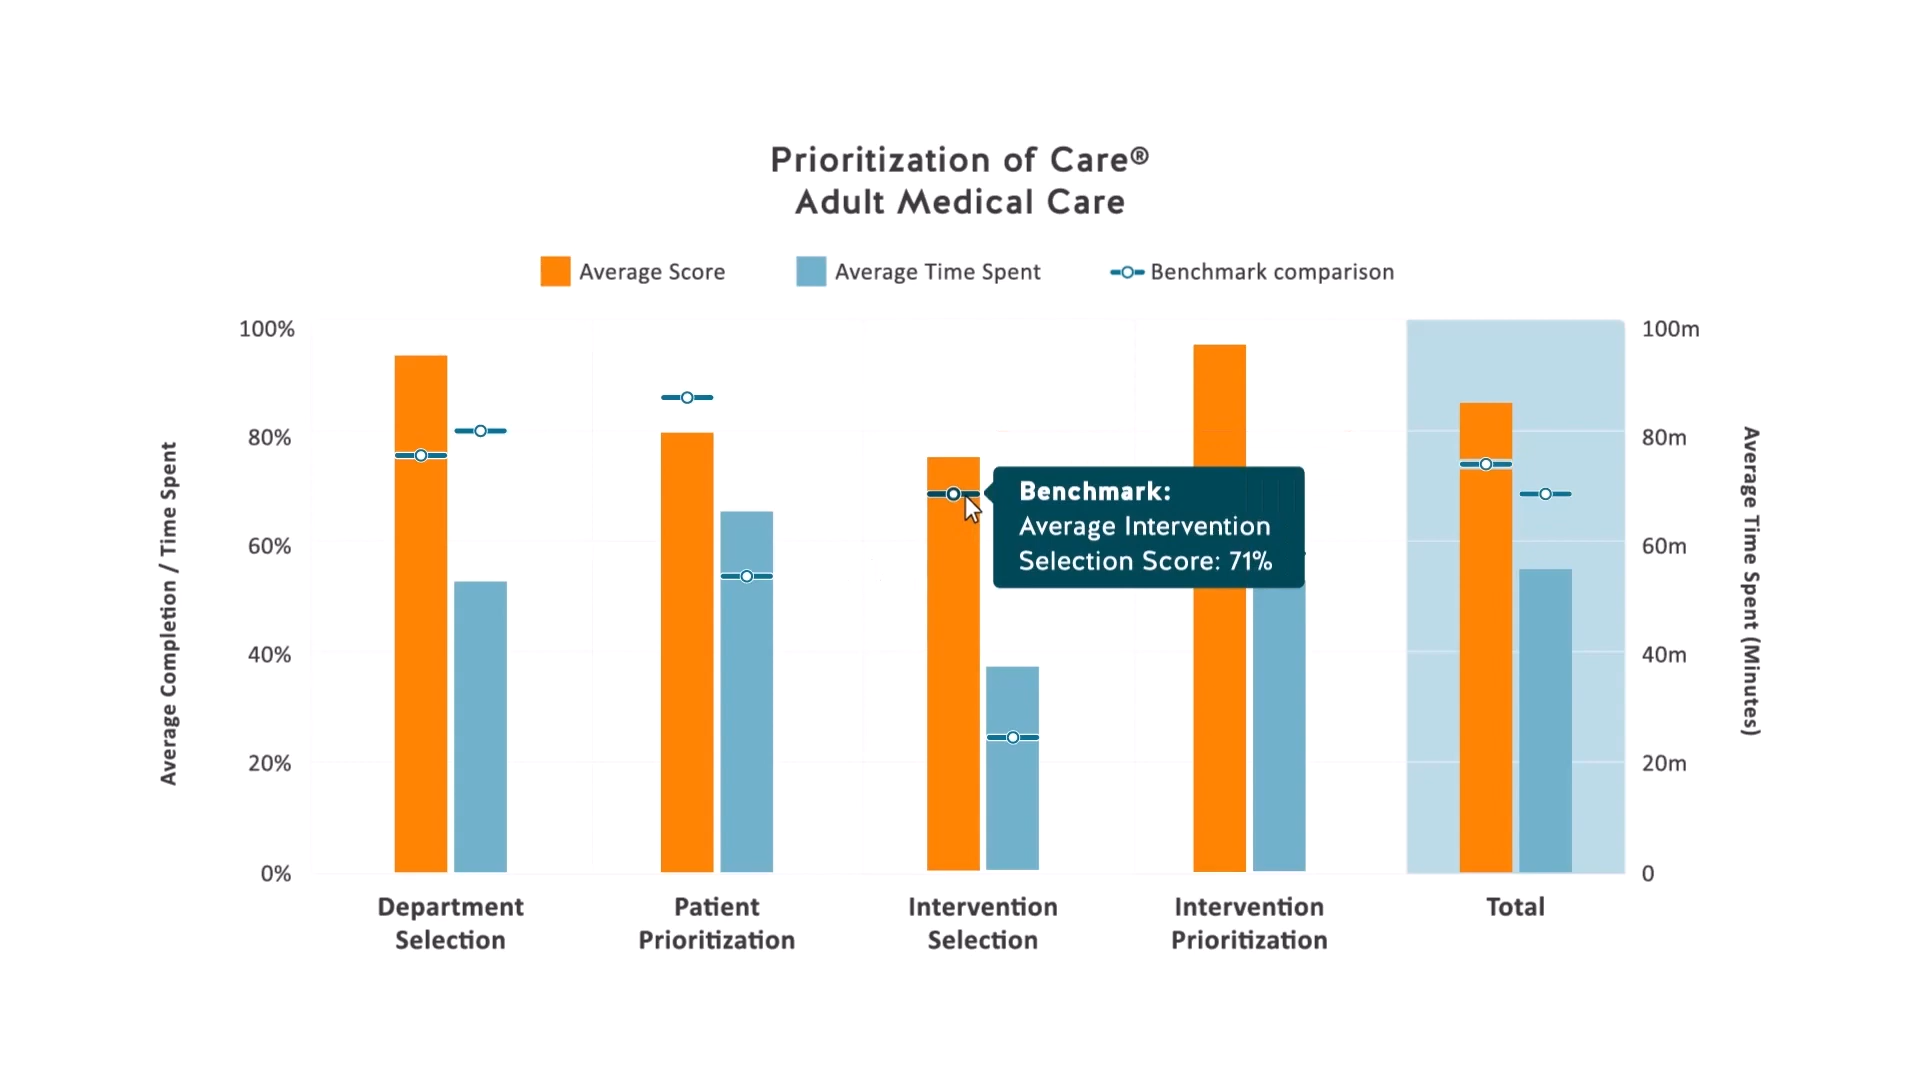 Prioritization of Care®
Adult Medical Care
Average Score
Average Time Spent
Benchmark comparison
100%
80%
60%
40%
20%
0%
Average Completion / Time Spent
Benchmark:
Average Intervention
Selection Score: 71%
100m
80m
60m
40m
20m
0
Average Time Spent (Minutes)
Department
Selection
Patient
Prioritization
Intervention
Selection
Intervention
Prioritization
Total